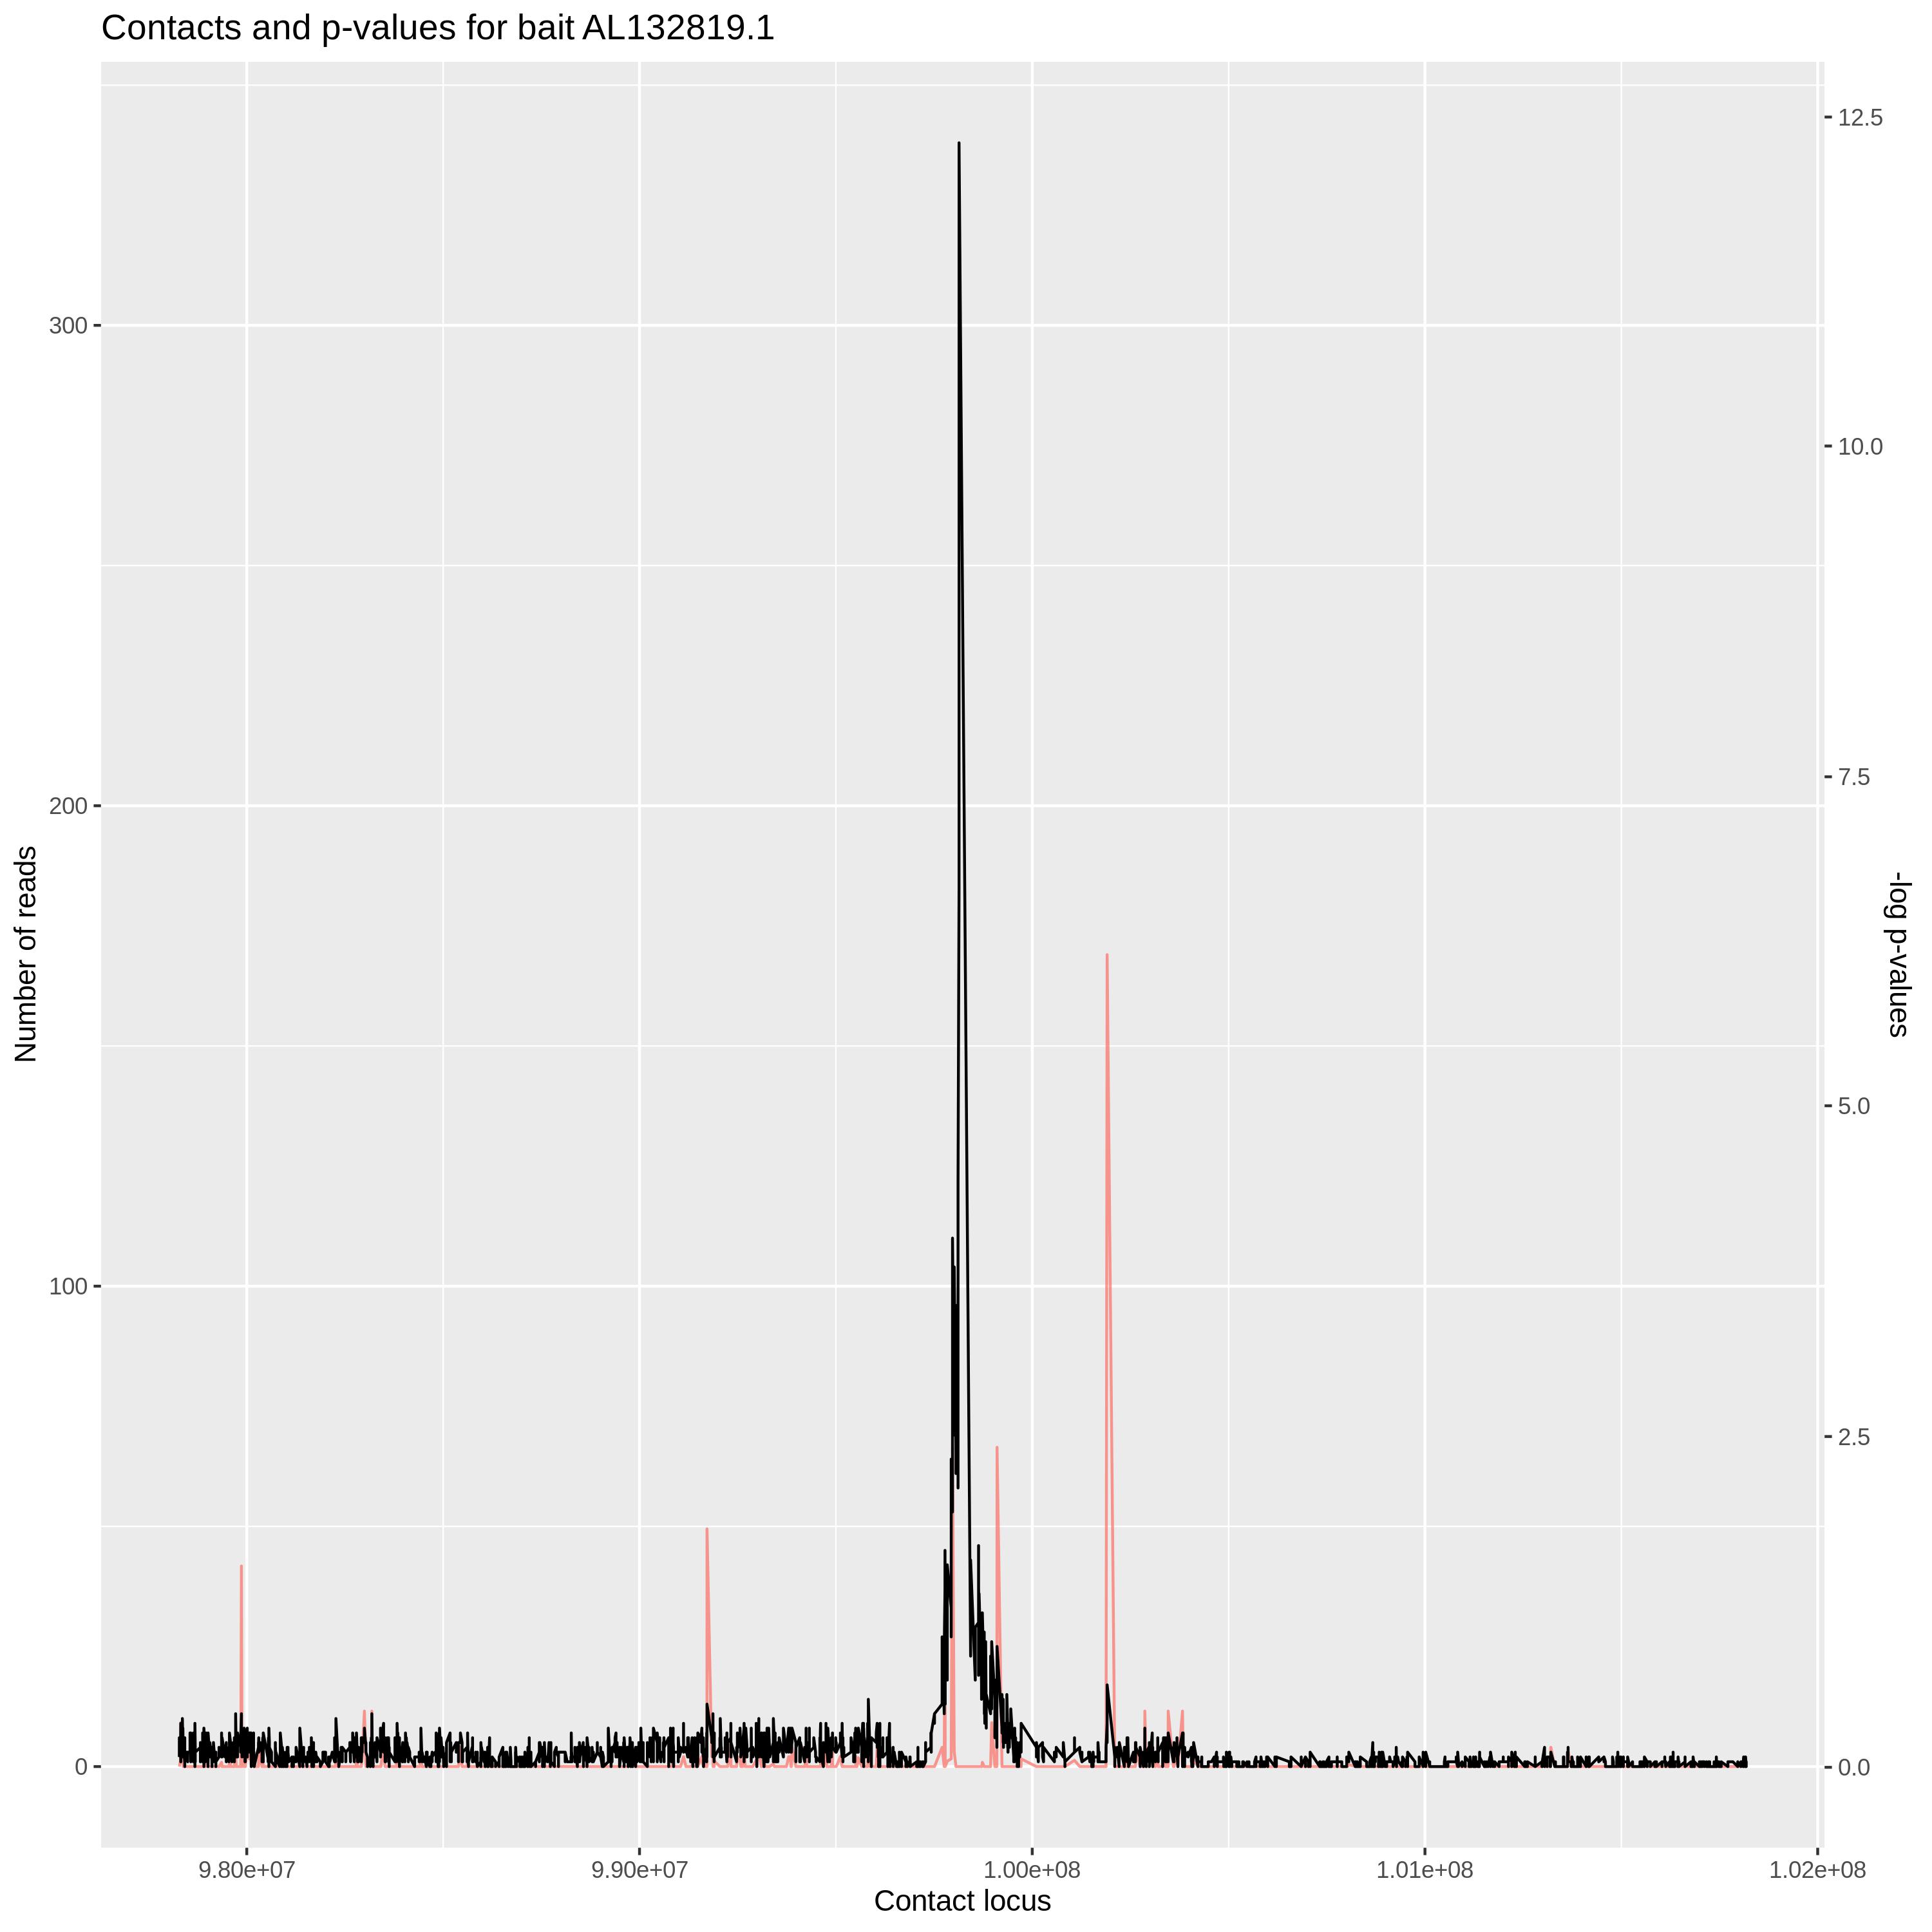 Contacts and p-values for bait AL132819.1
300
200
100
0
12.5
10.0
7.5
5.0
2.5
0.0
Number of reads
-log p-values
9.80e+07 9.90e+07 1.00e+08 1.01e+08 1.02e+08
Contact locus